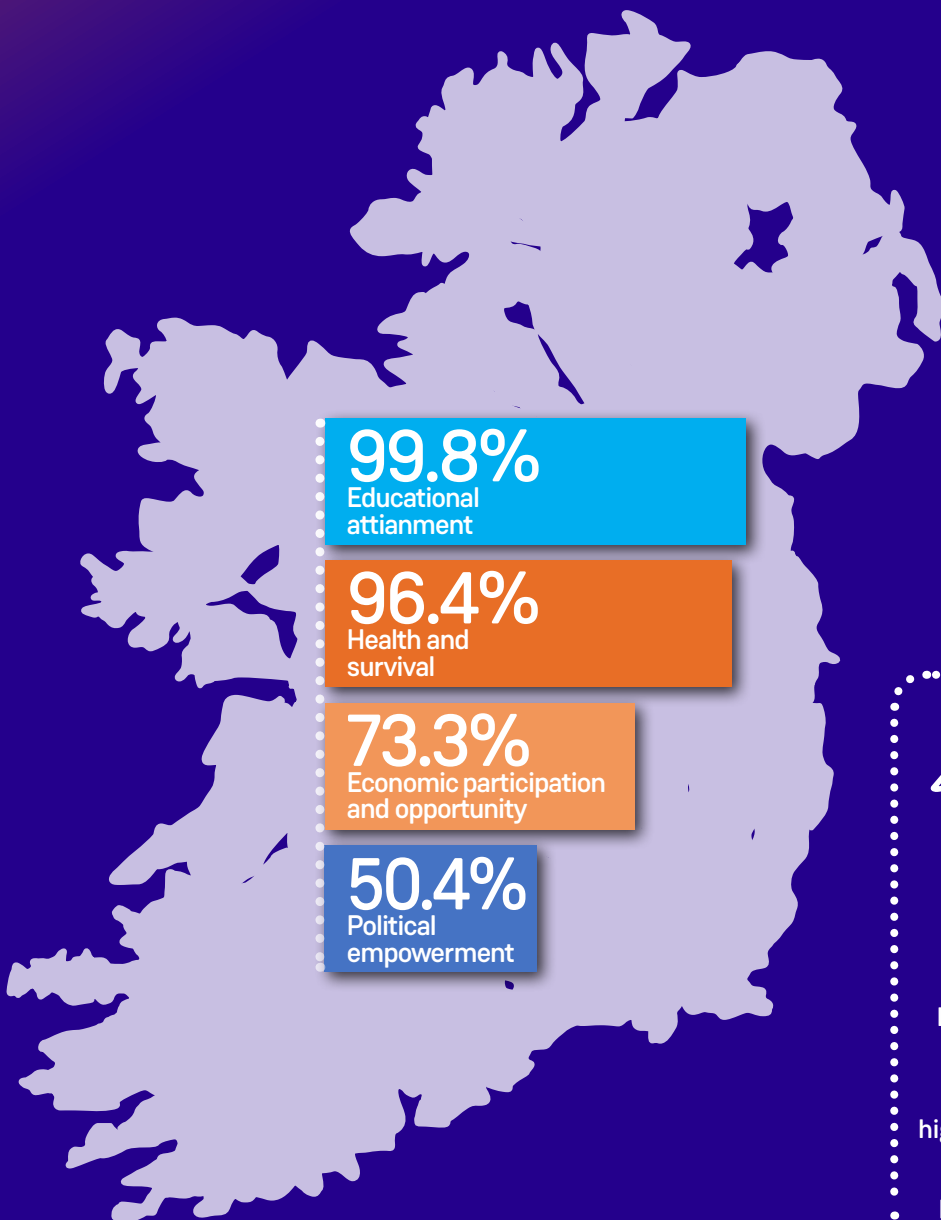 99.8%
Educational
attianment
96.4%
Health and
survival
73.3%
Economic participation
and opportunity
50.4%
Political
empowerment